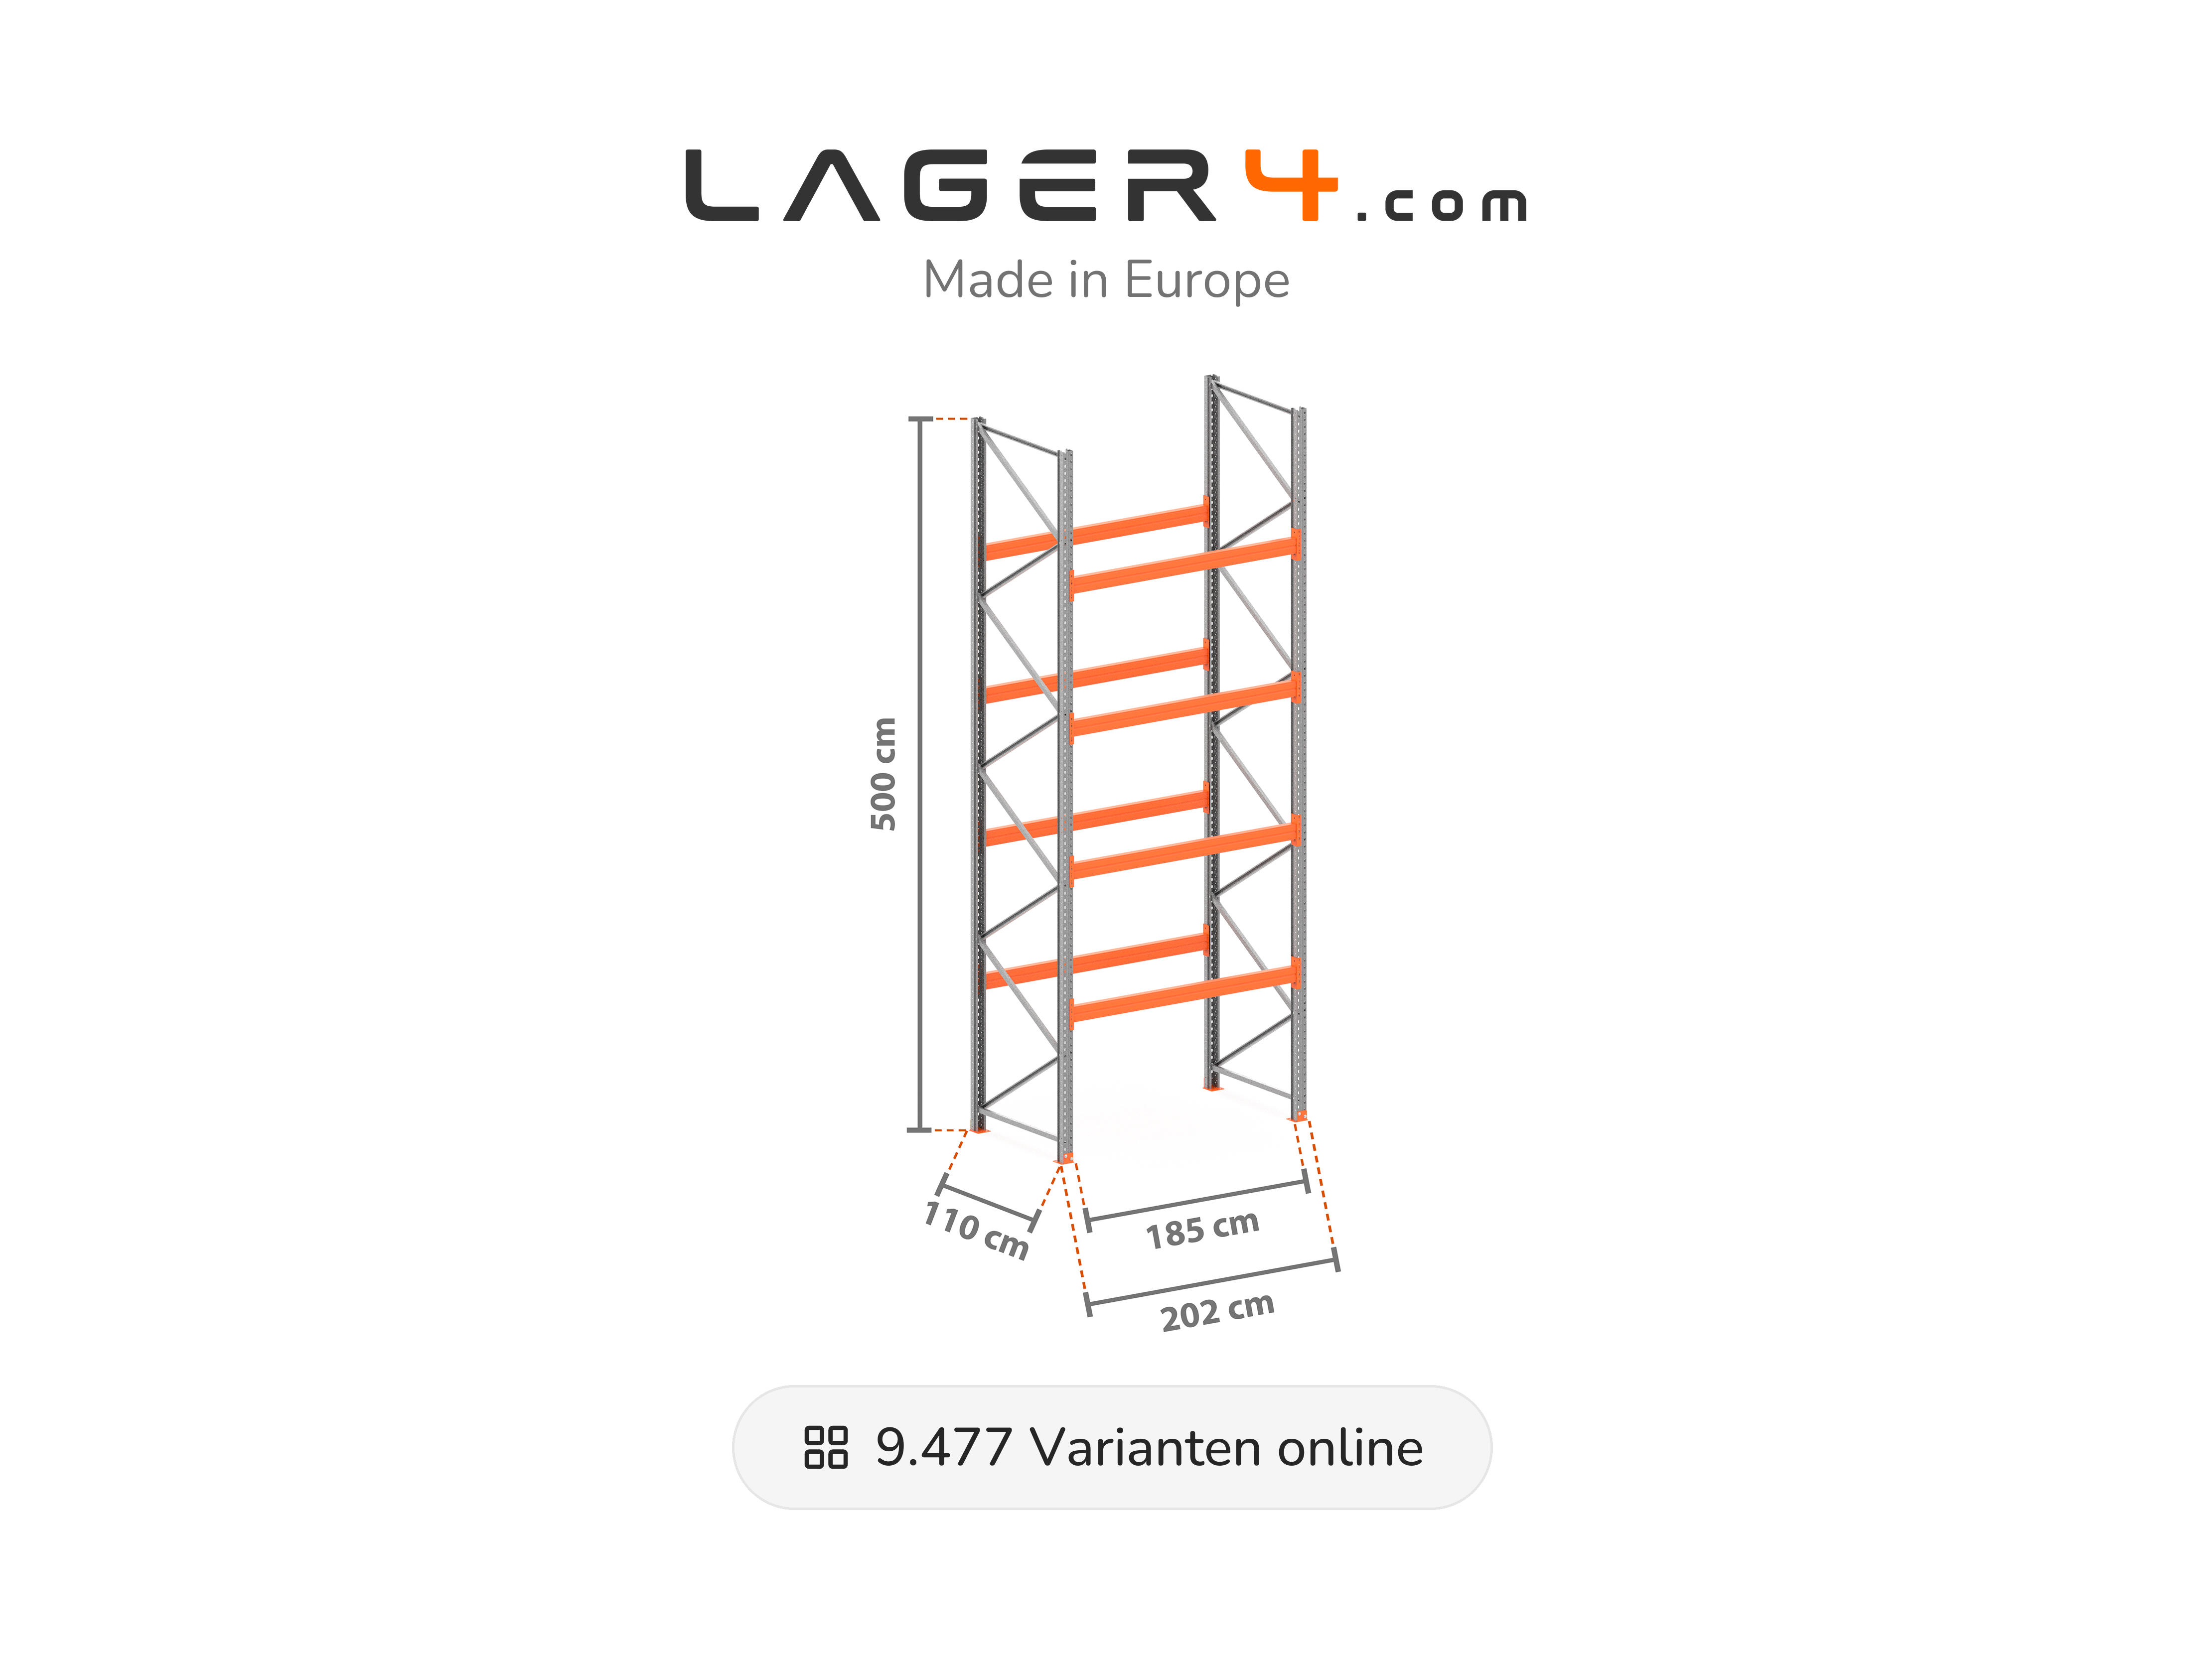 LAGER4.com
Made in Europe
500 cm
110 cm
185 cm
202 cm
9.477 Varianten online